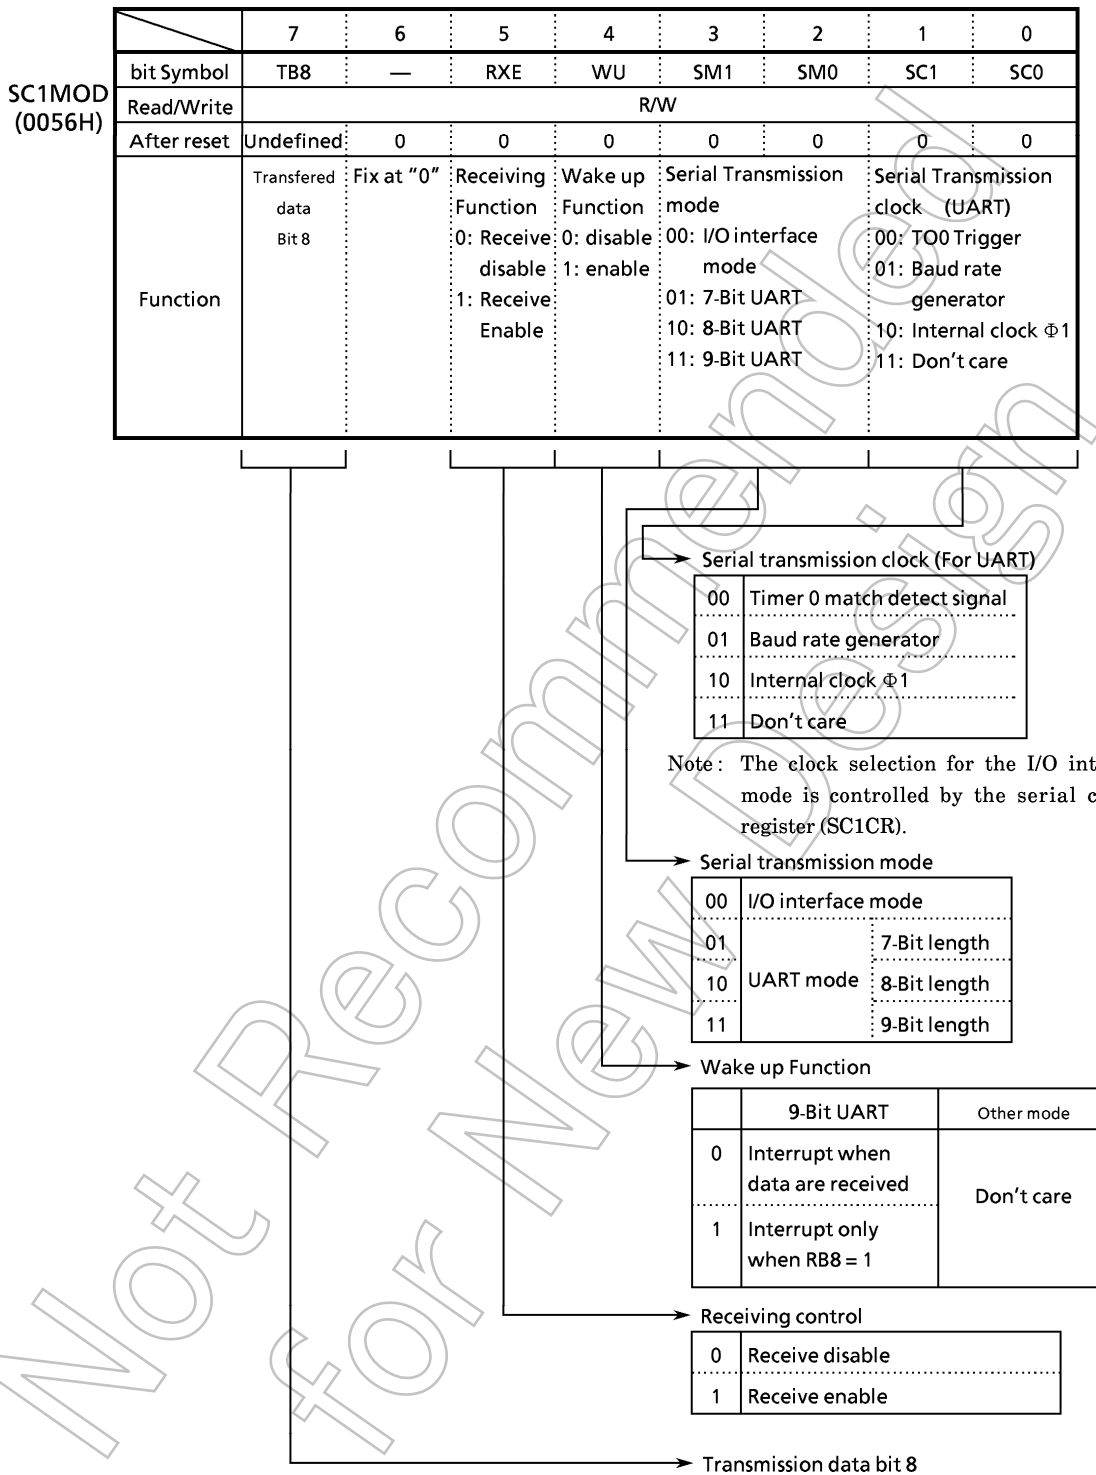 7 6 5 4 3 2 1 0
SC1MOD
(0056H)
bit Symbol TB8 — RXE WU SM1 SM0 SC1 SC0
Read/Write R/W
After reset Undefined 0 0 0 0 0 0 0
Function
Transfered
data
Bit 8
Fix at “0”
Receiving
Function
0: Receive
disable
1: Receive
Enable
Wake up
Function
0: disable
1: enable
Serial Transmission
mode
00: I/O interface
mode
01: 7-Bit UART
10: 8-Bit UART
11: 9-Bit UART
Serial Transmission
clock (UART)
00: TO0 Trigger
01: Baud rate
generator
10: Internal clock Φ1
11: Don’t care
Serial transmission clock (For UART)
00 Timer 0 match detect signal
01 Baud rate generator
10 Internal clock Φ1
11 Don’t care
Note : The clock selection for the I/O int
mode is controlled by the serial c
register (SC1CR).
Serial transmission mode
00 I/O interface mode
01 7-Bit length
10 UART mode 8-Bit length
11 9-Bit length
Wake up Function
9-Bit UART Other mode
0 Interrupt when
data are received
Don’t care
1 Interrupt only
when RB8 = 1
Receiving control
0 Receive disable
1 Receive enable
Transmission data bit 8
Not Recommended
for New Design